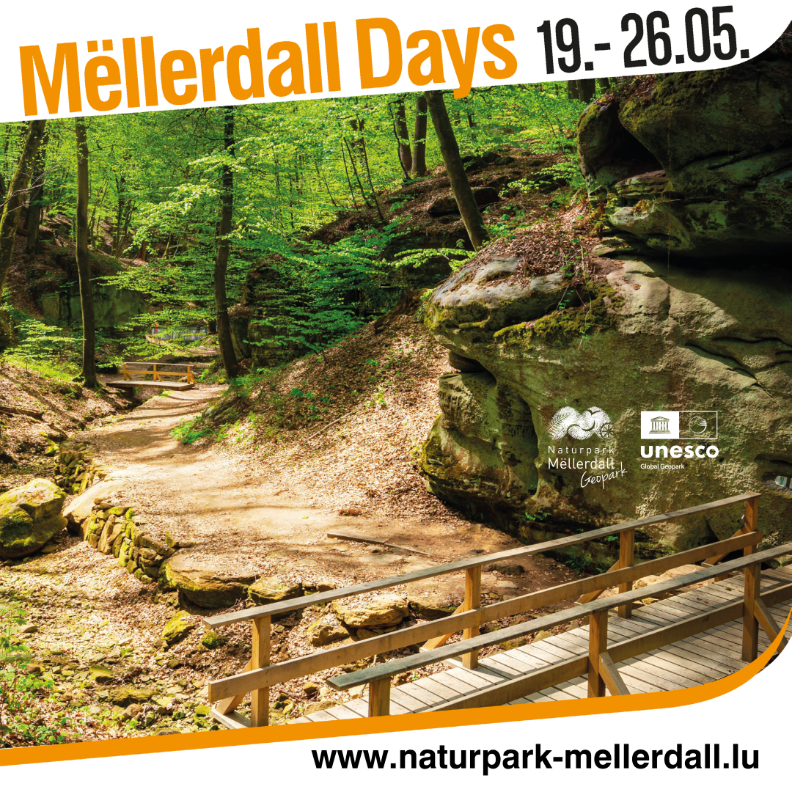 Mëllerdall Days 19.- 26.05.
Naturpark
Mëllerdall
Geopark
unesco
Global Geopark
www.naturpark-mellerdall.lu